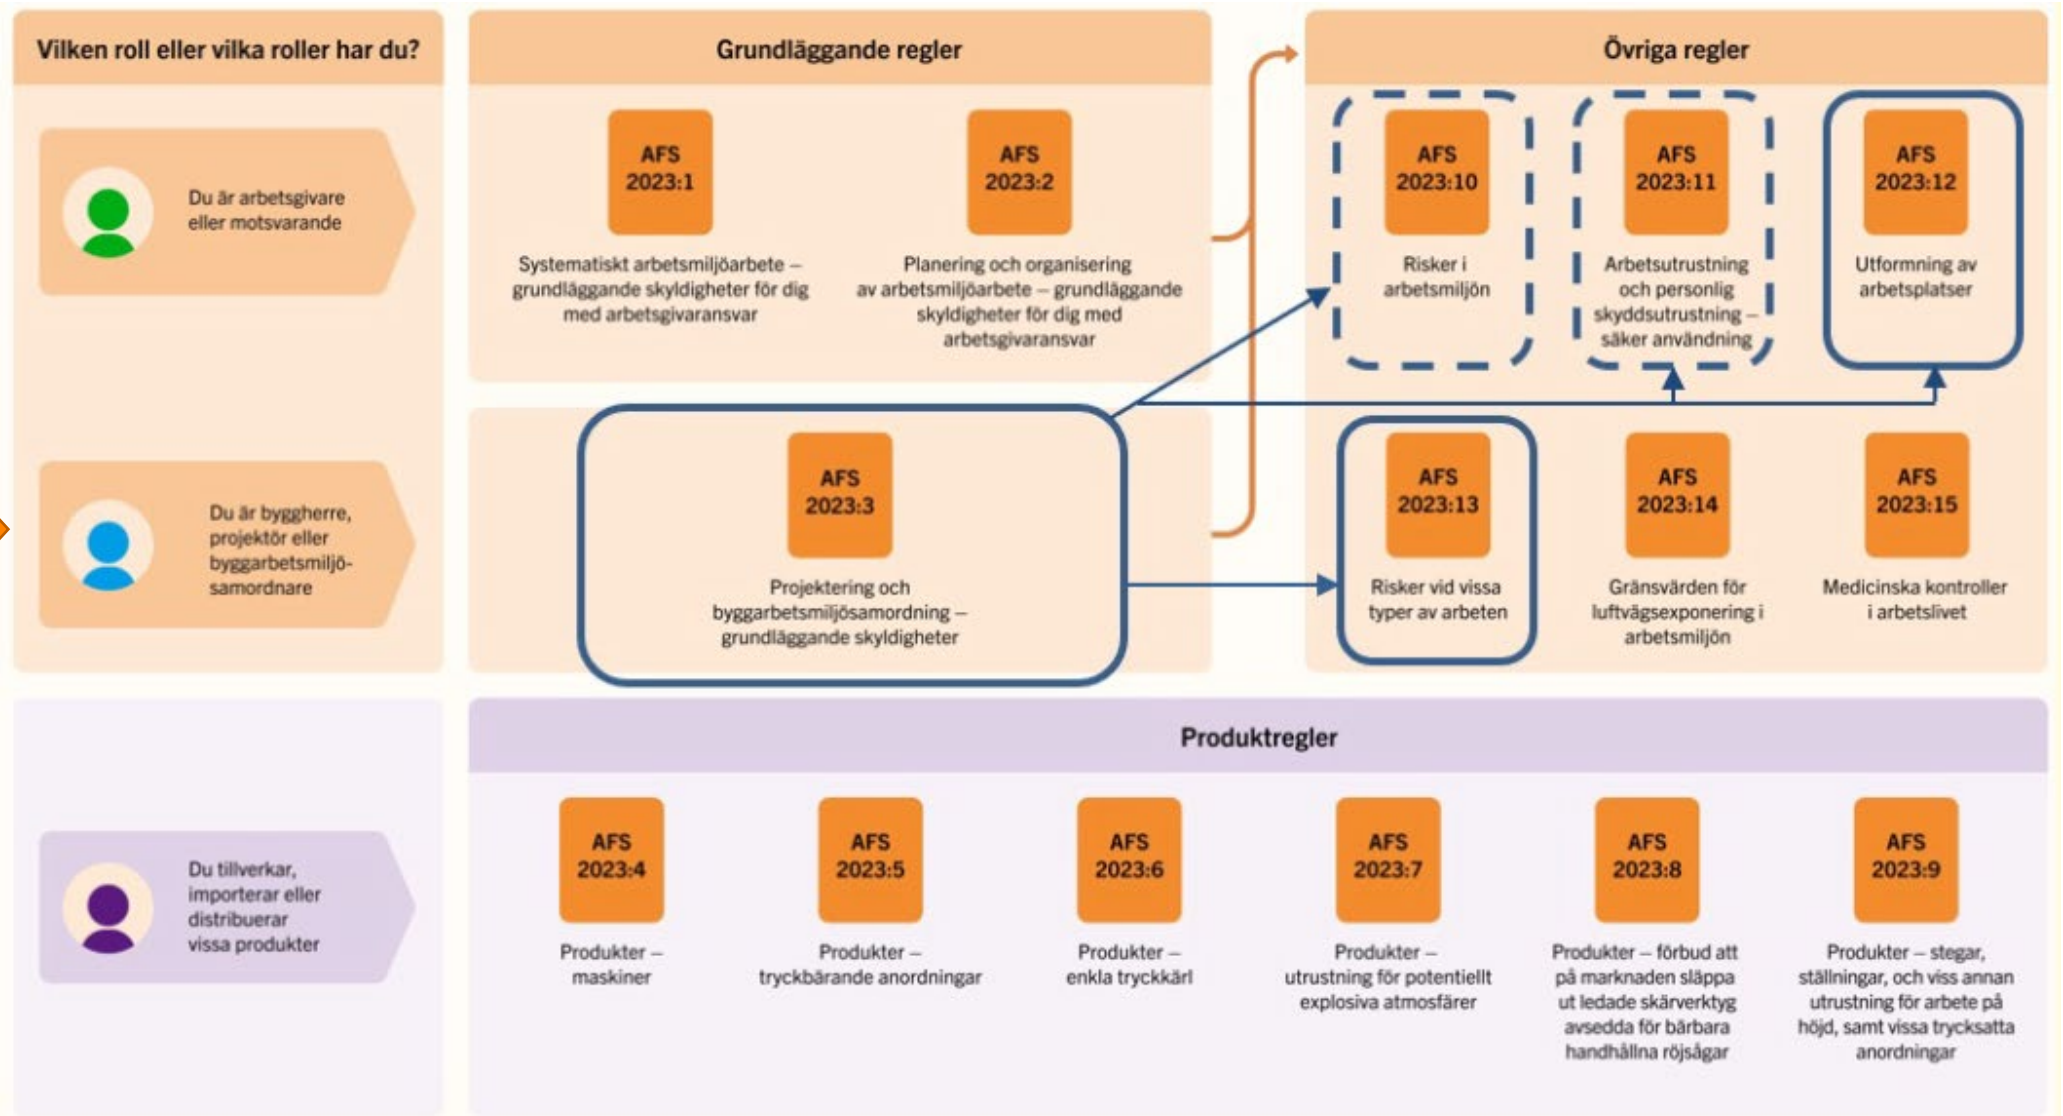 Vilken roll eller vilka roller har du?
Grundläggande regler
Övriga regler
Du är arbetsgivare
eller motsvarande
AFS
2023:1
Systematiskt arbetsmiljöarbete –
grundläggande skyldigheter för dig
med arbetsgivaransvar
AFS
2023:2
Planering och organisering
av arbetsmiljöarbete – grundläggande
skyldigheter för dig med
arbetsgivaransvar
AFS
2023:10
Risker i
arbetsmiljön
AFS
2023:11
Arbetsutrustning
och personlig
skyddsutrustning –
säker användning
AFS
2023:12
Utformning av
arbetsplatser
Du är byggherre,
projektör eller
byggarbetsmiljö-
samordnare
AFS
2023:3
Projektering och
byggarbetsmiljösamordning –
grundläggande skyldigheter
AFS
2023:13
Risker vid vissa
typer av arbeten
AFS
2023:14
Gränsvärden för
luftvägsexponering i
arbetsmiljön
AFS
2023:15
Medicinska kontroller
i arbetslivet
Produktregler
Du tillverkar,
importerar eller
distribuerar
vissa produkter
AFS
2023:4
Produkter –
maskiner
AFS
2023:5
Produkter –
tryckbärande anordningar
AFS
2023:6
Produkter –
enkla tryckkärl
AFS
2023:7
Produkter –
utrustning för potentiellt
explosiva atmosfärer
AFS
2023:8
Produkter – förbud att
på marknaden släppa
ut ledade skärverktyg
avsedda för bärbara
handhållna röjsågar
AFS
2023:9
Produkter – stegar,
ställningar, och viss annan
utrustning för arbete på
höjd, samt vissa trycksatta
anordningar